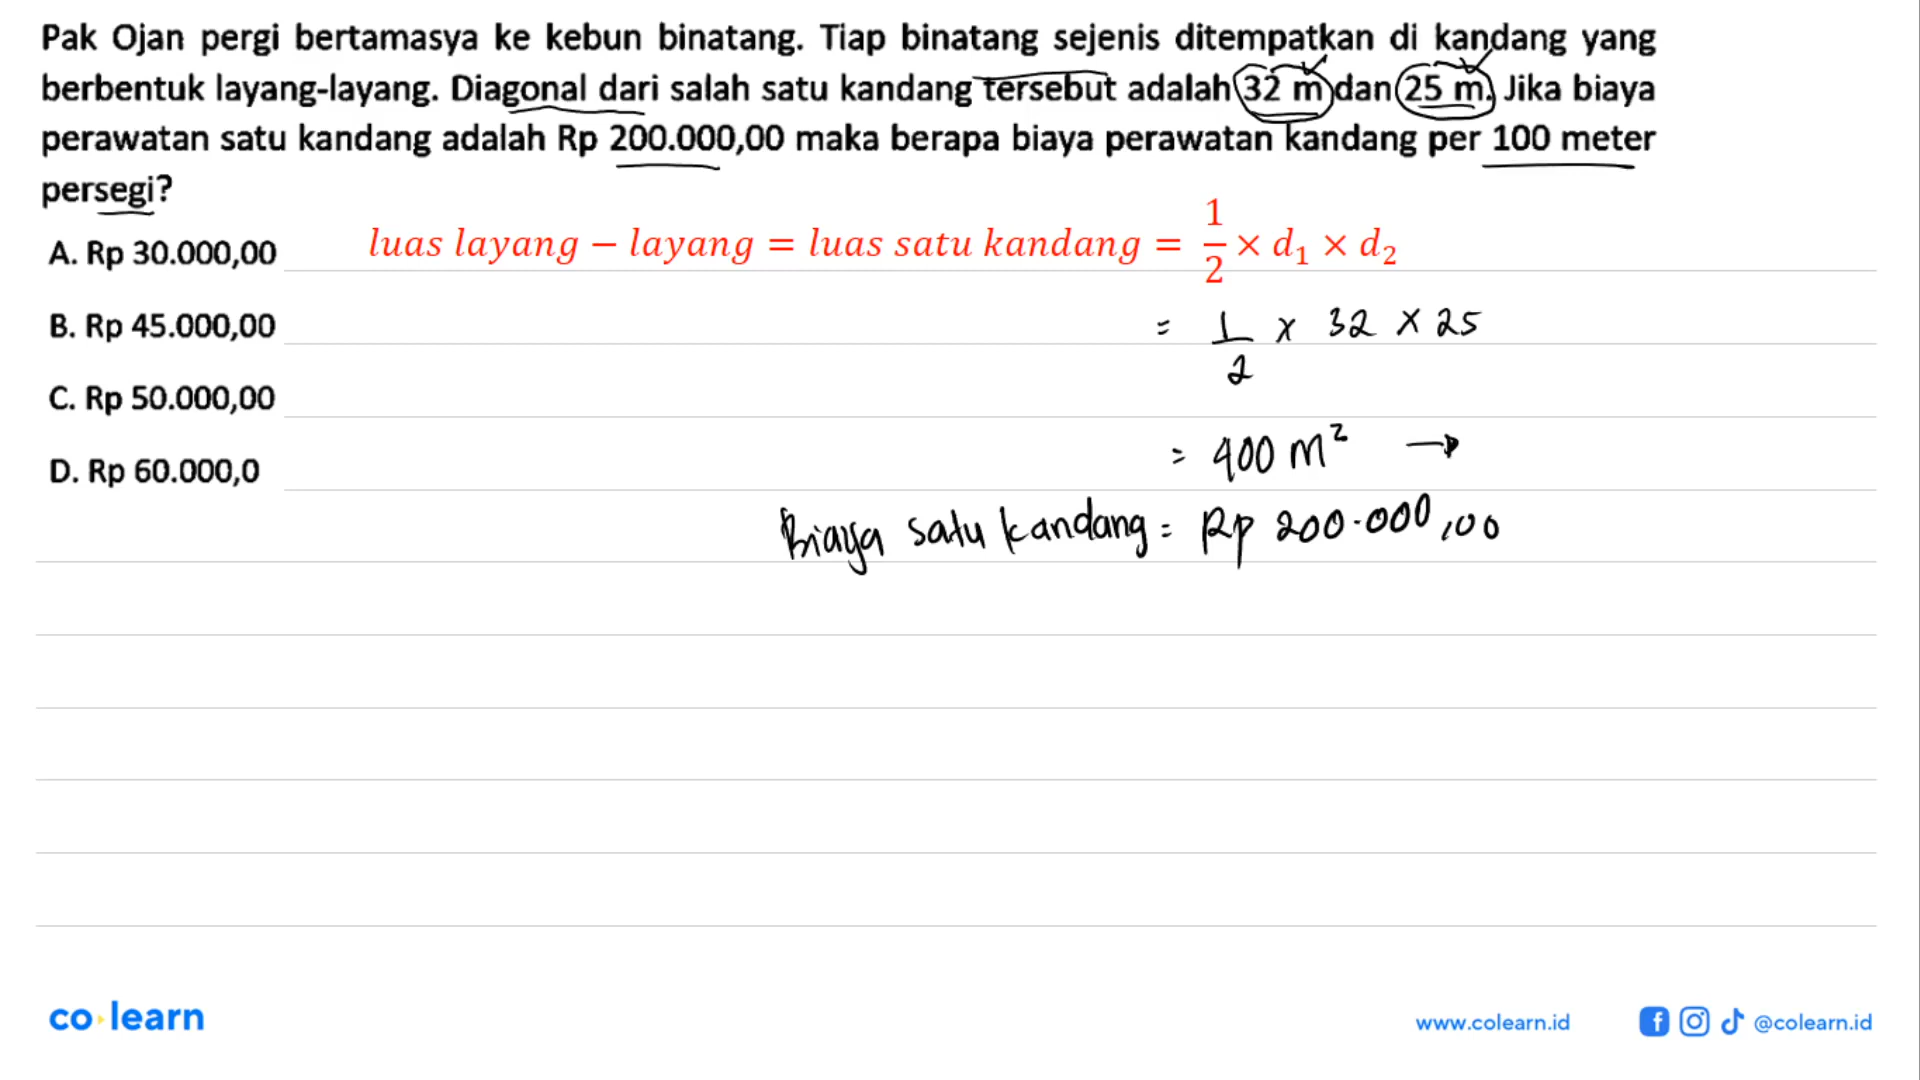 Pak Ojan pergi bertamasya ke kebun binatang. Tiap binatang sejenis ditempatkan di kandang yang
berbentuk layang-layang. Diagonal dari salah satu kandang tersebut adalah 32 m dan 25 m. Jika biaya
perawatan satu kandang adalah Rp 200.000,00 maka berapa biaya perawatan kandang per 100 meter
persegi?
A. Rp 30.000,00
luas layang − layang = luas satu kandang = 1/2 × d₁ × d₂
B. Rp 45.000,00
= 1/2 × 32 × 25
C. Rp 50.000,00
= 400 m² →
D. Rp 60.000,0
Biaya satu kandang = Rp 200.000,00
co learn
www.colearn.id
@colearn.id